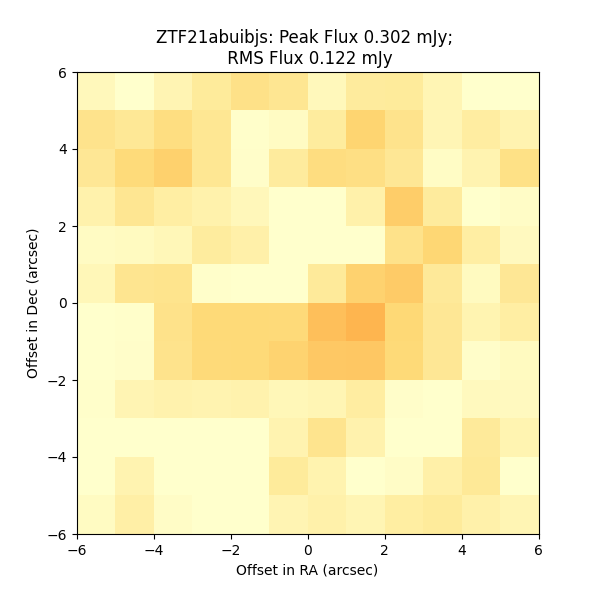 ZTF21abuibjs: Peak Flux 0.302 mJy;
RMS Flux 0.122 mJy
6
4
2
0
−2
−4
−6
Offset in Dec (arcsec)
−6 −4 −2 0 2 4 6
Offset in RA (arcsec)